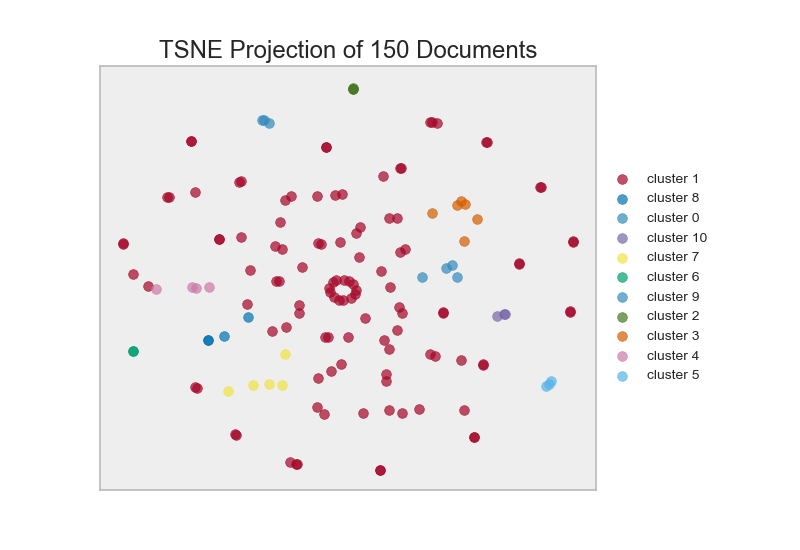 TSNE Projection of 150 Documents
cluster 1
cluster 8
cluster 0
cluster 10
cluster 7
cluster 6
cluster 9
cluster 2
cluster 3
cluster 4
cluster 5